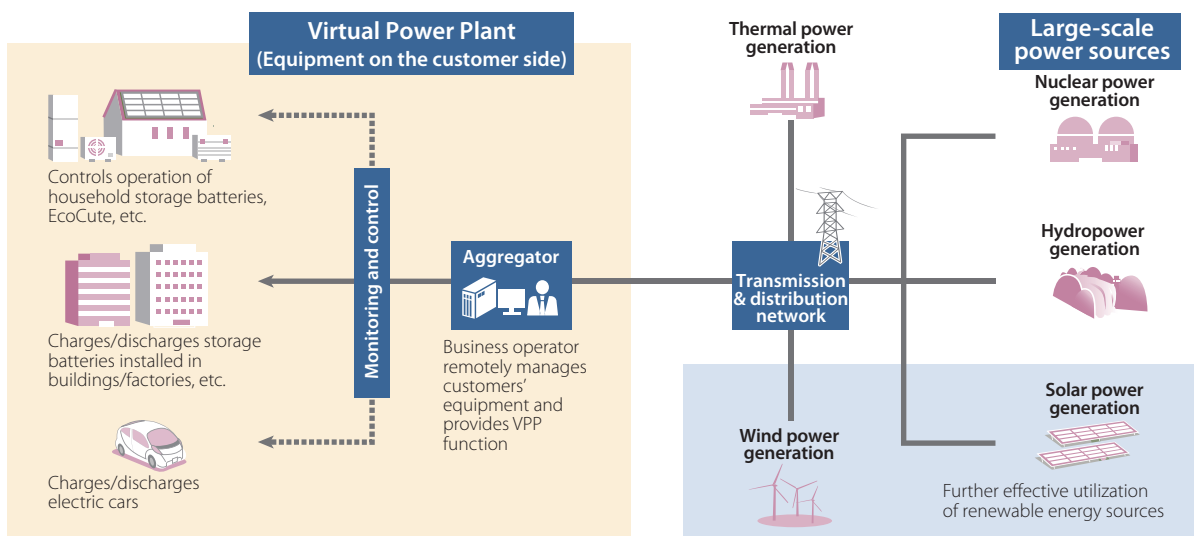 Virtual Power Plant
(Equipment on the customer side)
Controls operation of
household storage batteries,
EcoCute, etc.
Charges/discharges storage
batteries installed in
buildings/factories, etc.
Charges/discharges
electric cars
Monitoring and control
Aggregator
Business operator
remotely manages
customers’
equipment and
provides VPP
function
Thermal power
generation
Transmission
& distribution
network
Wind power
generation
Large-scale
power sources
Nuclear power
generation
Hydropower
generation
Solar power
generation
Further effective utilization
of renewable energy sources